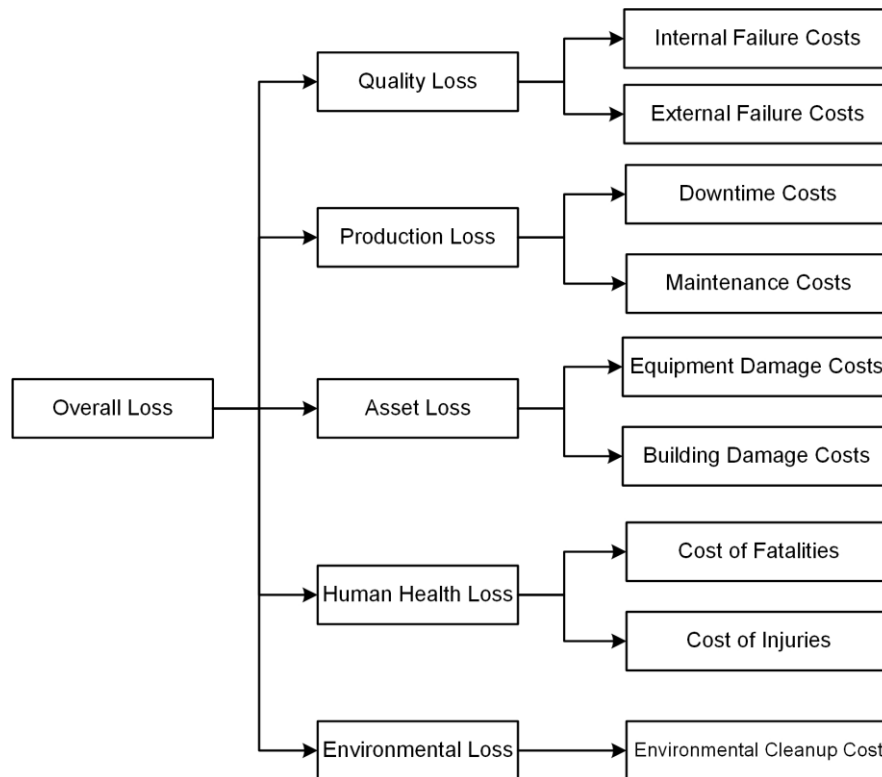 Internal Failure Costs
Quality Loss
External Failure Costs
Downtime Costs
Production Loss
Maintenance Costs
Equipment Damage Costs
Overall Loss
Asset Loss
Building Damage Costs
Cost of Fatalities
Human Health Loss
Cost of Injuries
Environmental Loss
Environmental Cleanup Cost